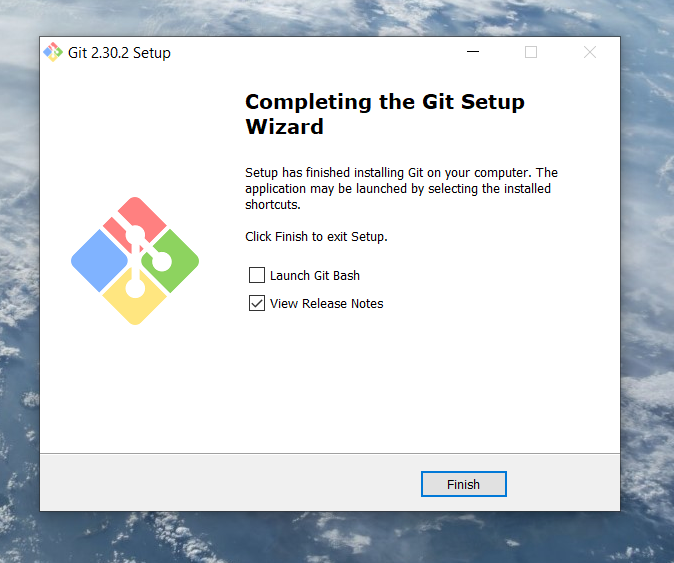 Git 2.30.2 Setup
Completing the Git Setup
Wizard
Setup has finished installing Git on your computer. The
application may be launched by selecting the installed
shortcuts.
Click Finish to exit Setup.
Launch Git Bash
View Release Notes
Finish